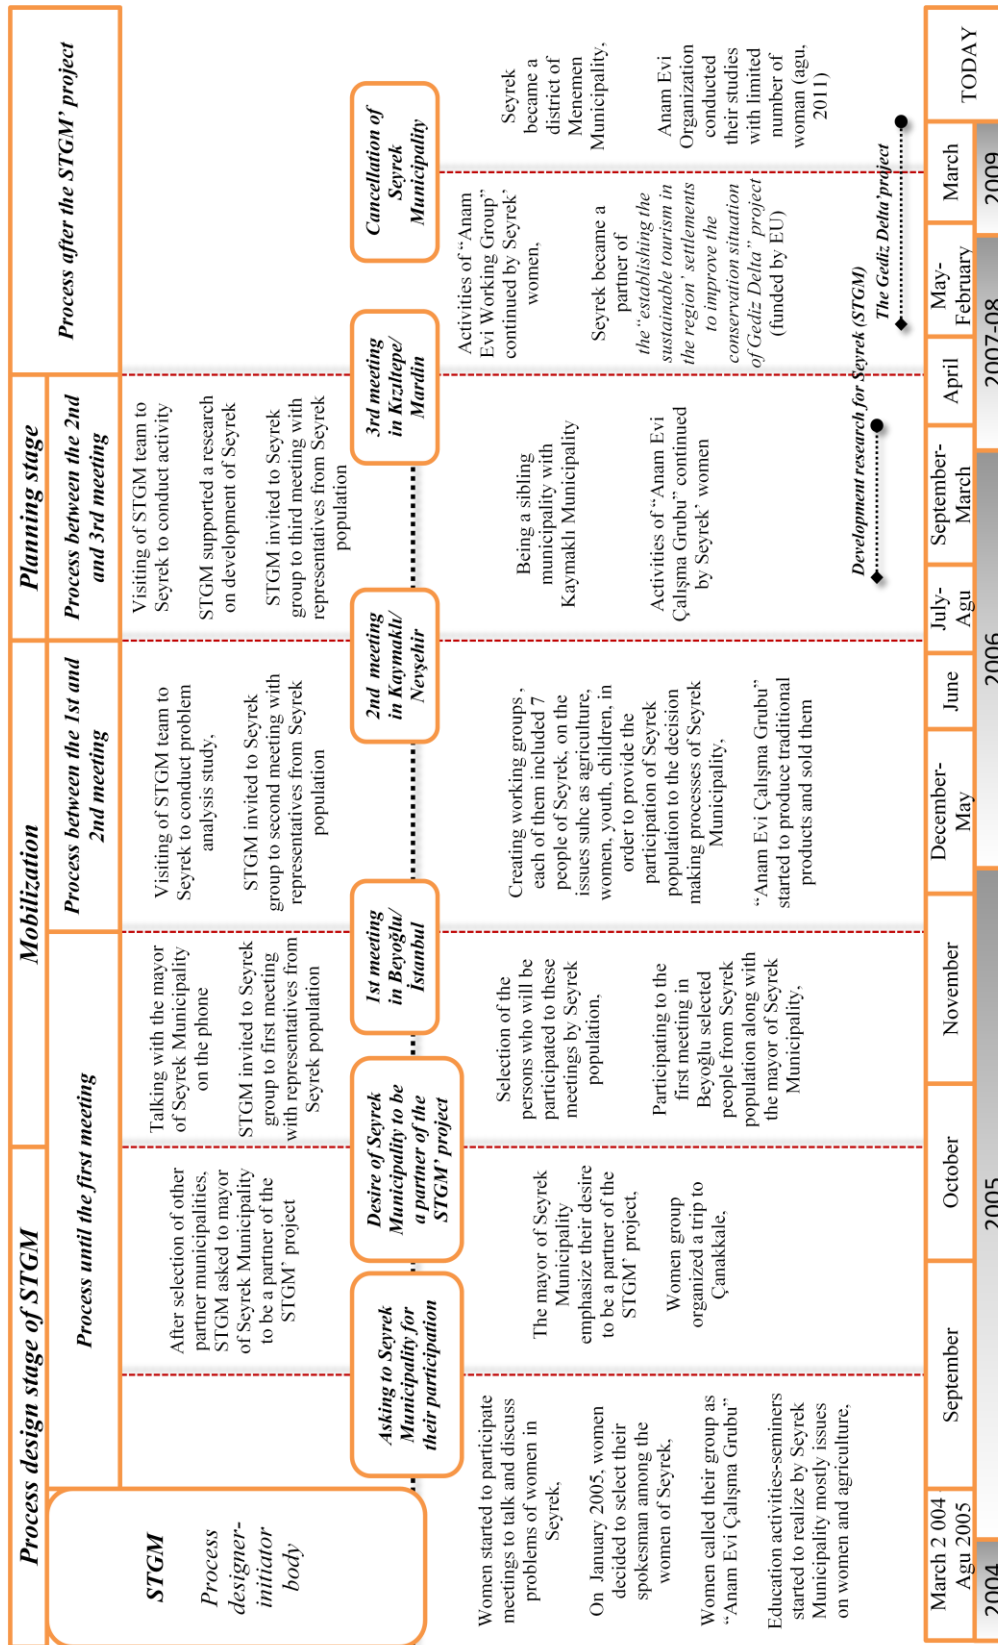 Process design stage of STGM
Mobilization
Planning stage
Process after the STGM' project
Process until the first meeting
Process between the 1st and
2nd meeting
Process between the 2nd
and 3rd meeting
STGM
Process
designer-
initiator
body
After selection of other
partner municipalities,
STGM asked to mayor
of Seyrek Municipality
to be a partner of the
STGM' project
Talking with the mayor
of Seyrek Municipality
on the phone
STGM invited to Seyrek
group to first meeting
with representatives from
Seyrek population
Visiting of STGM team to
Seyrek to conduct problem
analysis study,
STGM invited to Seyrek
group to second meeting with
representatives from Seyrek
population
Visiting of STGM team to
Seyrek to conduct activity
STGM supported a research
on development of Seyrek
STGM invited to Seyrek
group to third meeting with
representatives from Seyrek
population
Asking to Seyrek
Municipality for
their participation
Desire of Seyrek
Municipality to be
a partner of the
STGM' project
1st meeting
in Beyoğlu/
İstanbul
2nd meeting
in Kaymaklı/
Nevşehir
3rd meeting
in Kızıltepe/
Mardin
Cancellation of
Seyrek
Municipality
Women started to participate
meetings to talk and discuss
problems of women in
Seyrek,
On January 2005, women
decided to select their
spokesman among the
women of Seyrek,
Women called their group as
“Anam Evi Çalışma Grubu”
Education activities-seminers
started to realize by Seyrek
Municipality mostly issues
on women and agriculture,
The mayor of Seyrek
Municipality
emphasize their desire
to be a partner of the
STGM' project,
Women group
organized a trip to
Çanakkale,
Selection of the
persons who will be
participated to these
meetings by Seyrek
population,
Participating to the
first meeting in
Beyoğlu selected
people from Seyrek
population along with
the mayor of Seyrek
Municipality,
Creating working groups ,
each of them included 7
people of Seyrek, on the
issues suhc as agriculture,
women, youth, children, in
order to provide the
participation of Seyrek
population to the decision
making processes of Seyrek
Municipality,
“Anam Evi Çalışma Grubu”
started to produce traditional
products and sold them
Being a sibling
municipality with
Kaymaklı Municipality
Activities of “Anam Evi
Çalışma Grubu” continued
by Seyrek' women
Activities of “Anam
Evi Working Group”
continued by Seyrek'
women,
Seyrek became a
partner of
the “establishing the
sustainable tourism in
the region' settlements
to improve the
conservation situation
of Gediz Delta” project
(funded by EU)
Seyrek
became a
district of
Menemen
Municipality,
Anam Evi
Organization
conducted
their studies
with limited
number of
woman (agu,
2011)
Development research for Seyrek (STGM)
The Gediz Delta'project
March 2 004
Agu 2005
September
October
November
December-
May
June
July-
Agu
September-
March
April
May-
February
March
TODAY
2004
2005
2006
2007-08
2009